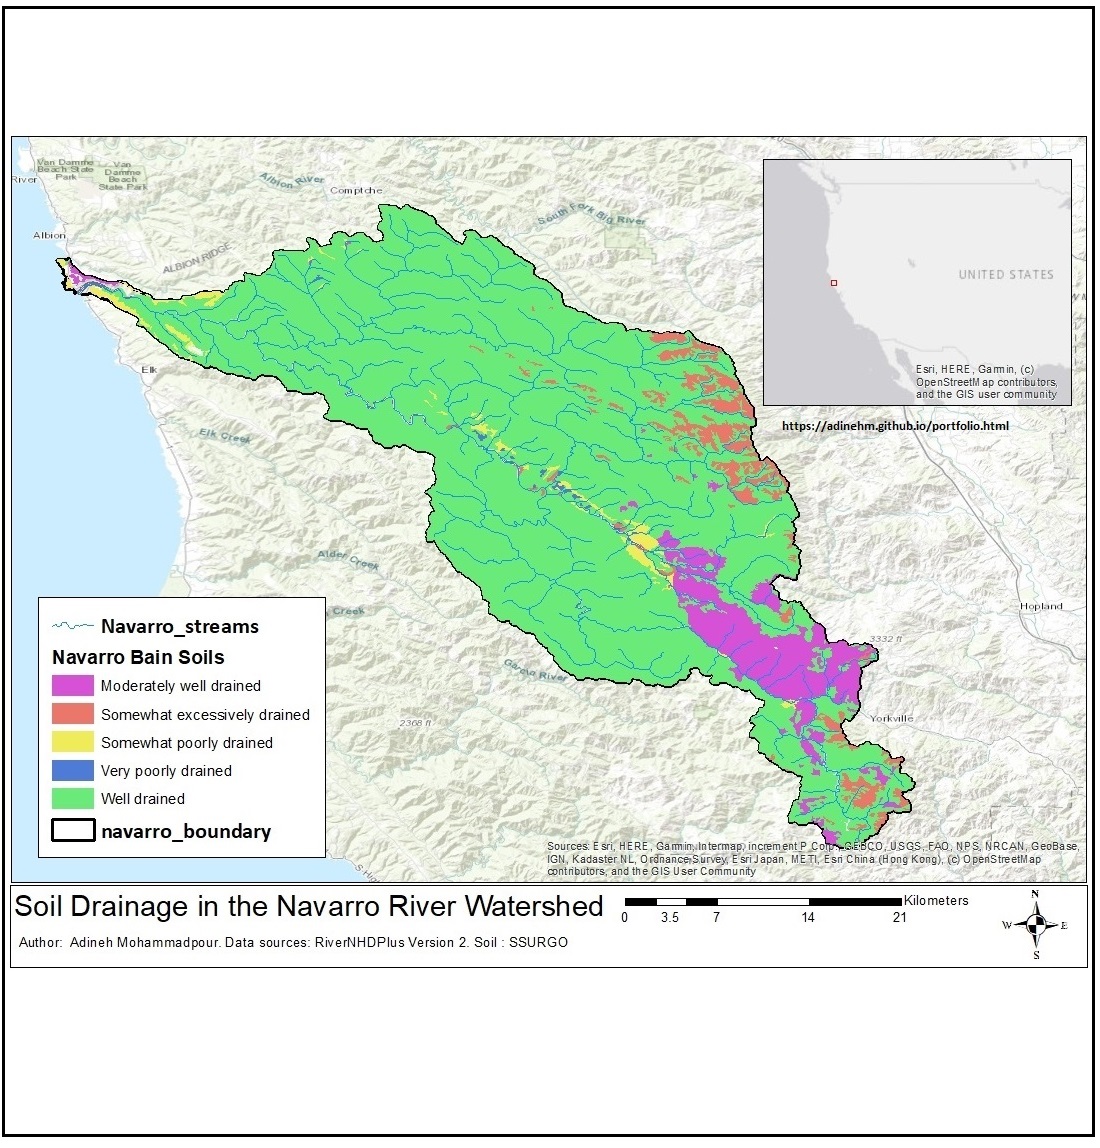 Van Damme
Beach State
Park
Van
Damme
Beach
State Park
River
Albion River
Comptche
South Fork Big River
Albion
ALBION RIDGE
UNITED STATES
Esri, HERE, Garmin, (c)
OpenStreetMap contributors,
and the GIS user community
https://adinehm.github.io/portfolio.html
Elk
Elk Creek
Alder Creek
Creek
Hopland
3332 ft
Garcia River
2368 ft
Yorkville
Navarro_streams
Navarro Bain Soils
Moderately well drained
Somewhat excessively drained
Somewhat poorly drained
Very poorly drained
Well drained
navarro_boundary
Sources: Esri, HERE, Garmin, Intermap, increment P Corp., GEBCO, USGS, FAO, NPS, NRCAN, GeoBase,
IGN, Kadaster NL, Ordnance Survey, Esri Japan, METI, Esri China (Hong Kong), (c) OpenStreetMap
contributors, and the GIS User Community
Soil Drainage in the Navarro River Watershed
Author: Adineh Mohammadpour. Data sources: RiverNHDPlus Version 2. Soil : SSURGO
Kilometers
0 3.5 7 14 21
N
W E
S